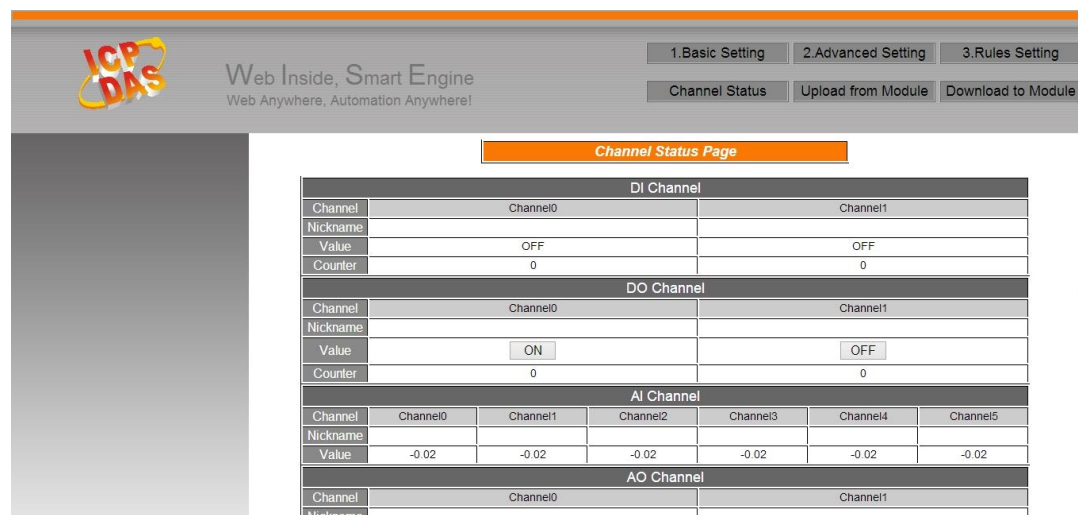 ICP
DAS
Web Inside, Smart Engine
Web Anywhere, Automation Anywhere!
1.Basic Setting 2.Advanced Setting 3.Rules Setting
Channel Status Upload from Module Download to Module
Channel Status Page
DI Channel
Channel Channel0 Channel1
Nickname
Value OFF OFF
Counter 0 0
DO Channel
Channel Channel0 Channel1
Nickname
Value ON OFF
Counter 0 0
AI Channel
Channel Channel0 Channel1 Channel2 Channel3 Channel4 Channel5
Nickname
Value -0.02 -0.02 -0.02 -0.02 -0.02 -0.02
AO Channel
Channel Channel0 Channel1
Nickname